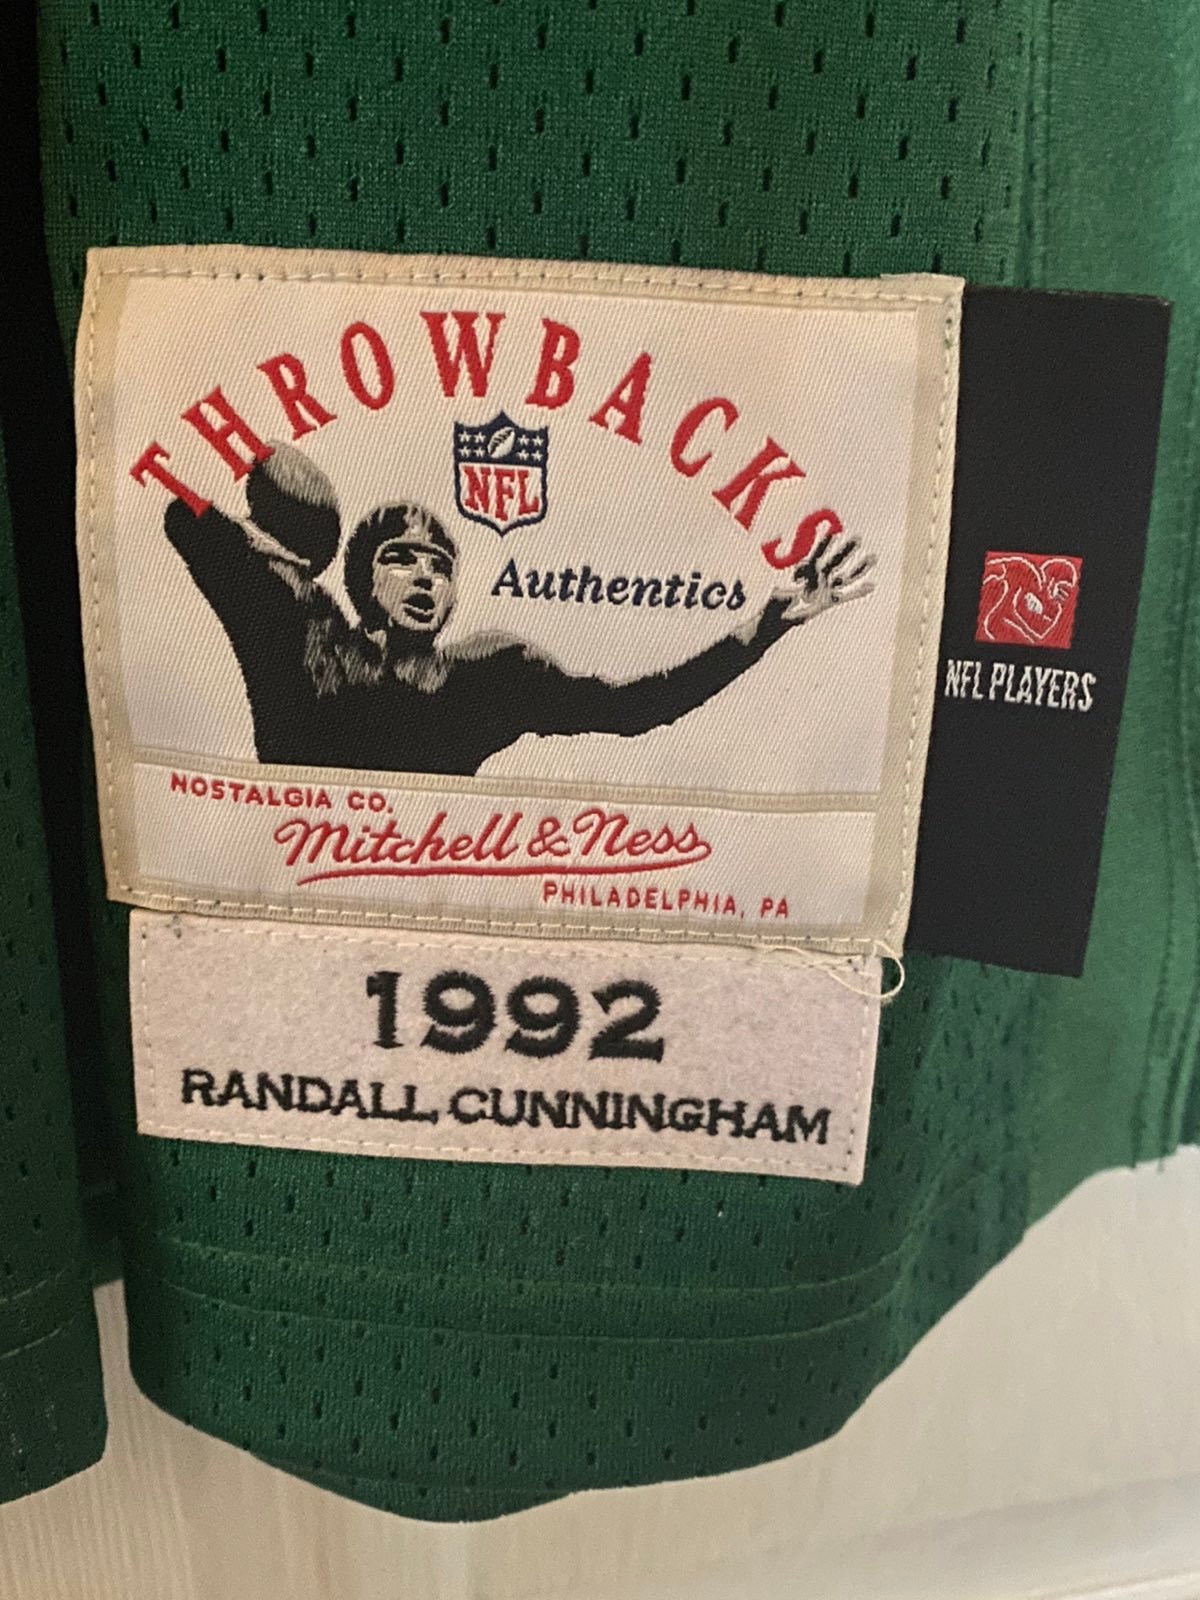 THROWBACKS
NFL
Authentics
NFL PLAYERS
NOSTALGIA CO.
Mitchell & Ness
PHILADELPHIA, PA
1992
RANDALL CUNNINGHAM